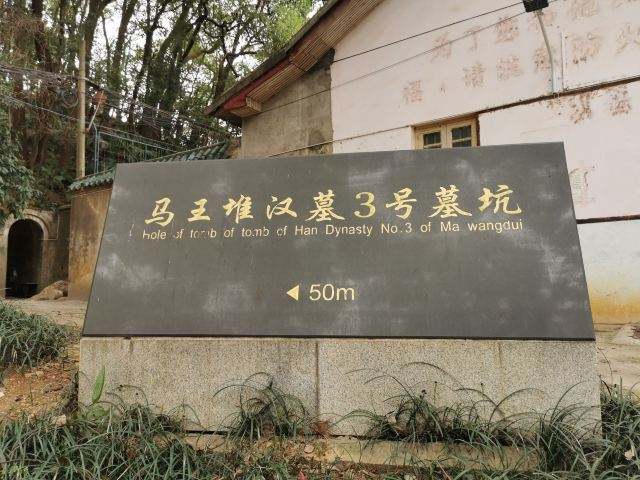 马王堆汉墓3号墓坑
Hole of tomb of tomb of Han Dynasty No.3 of Ma wangdui
◀ 50m